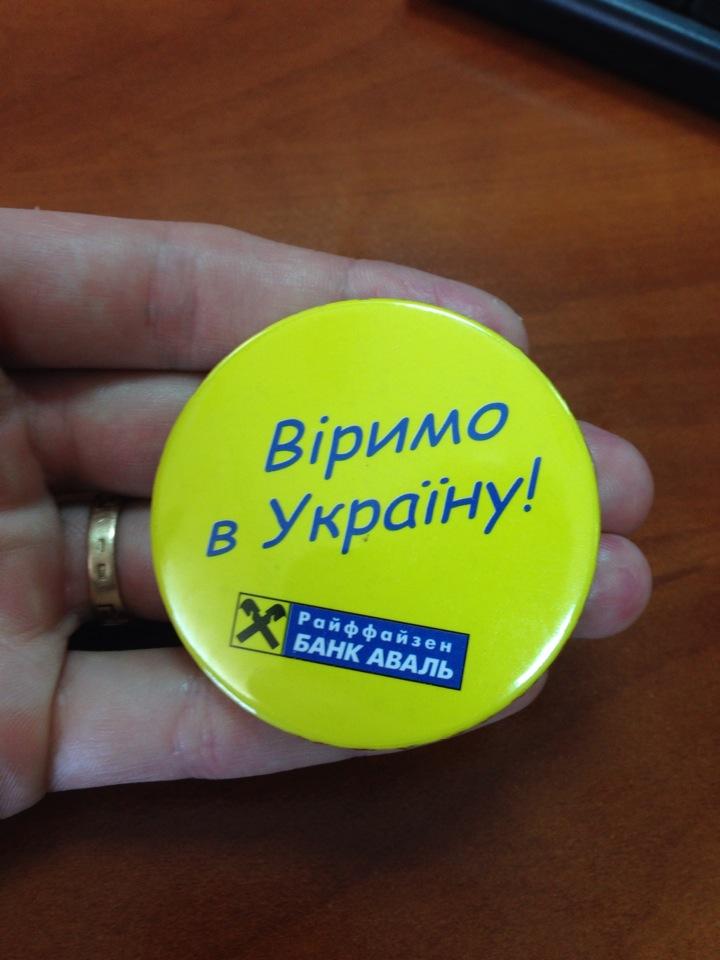 Віримо
в Україну!
Райффайзен
БАНК АВАЛЬ